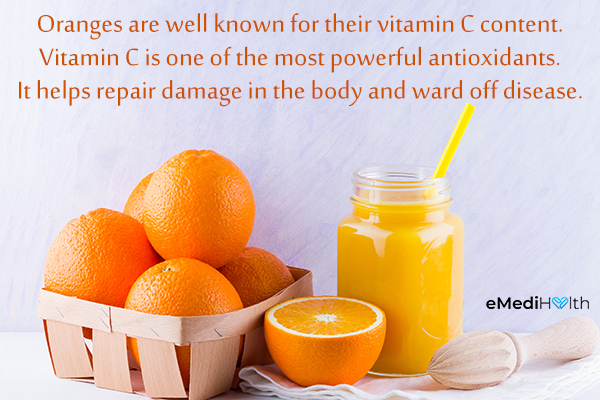 Oranges are well known for their vitamin C content.
Vitamin C is one of the most powerful antioxidants.
It helps repair damage in the body and ward off disease.
eMediHealth